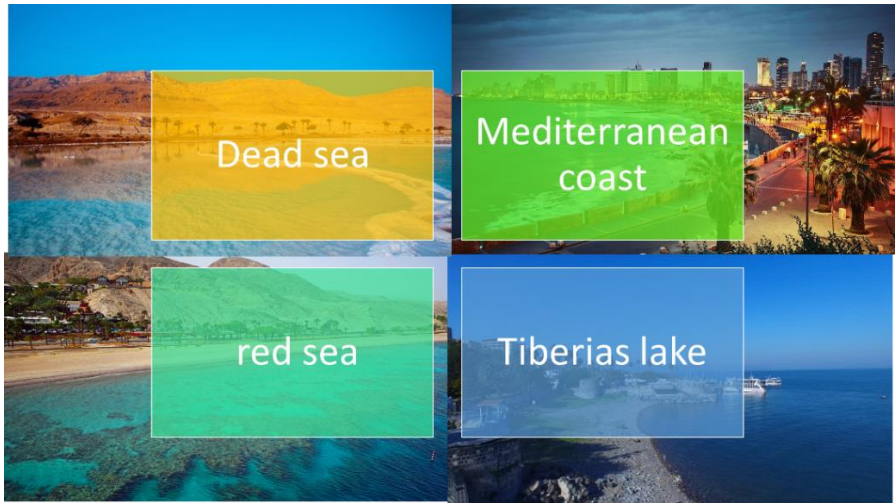 Dead sea
Mediterranean
coast
red sea
Tiberias lake